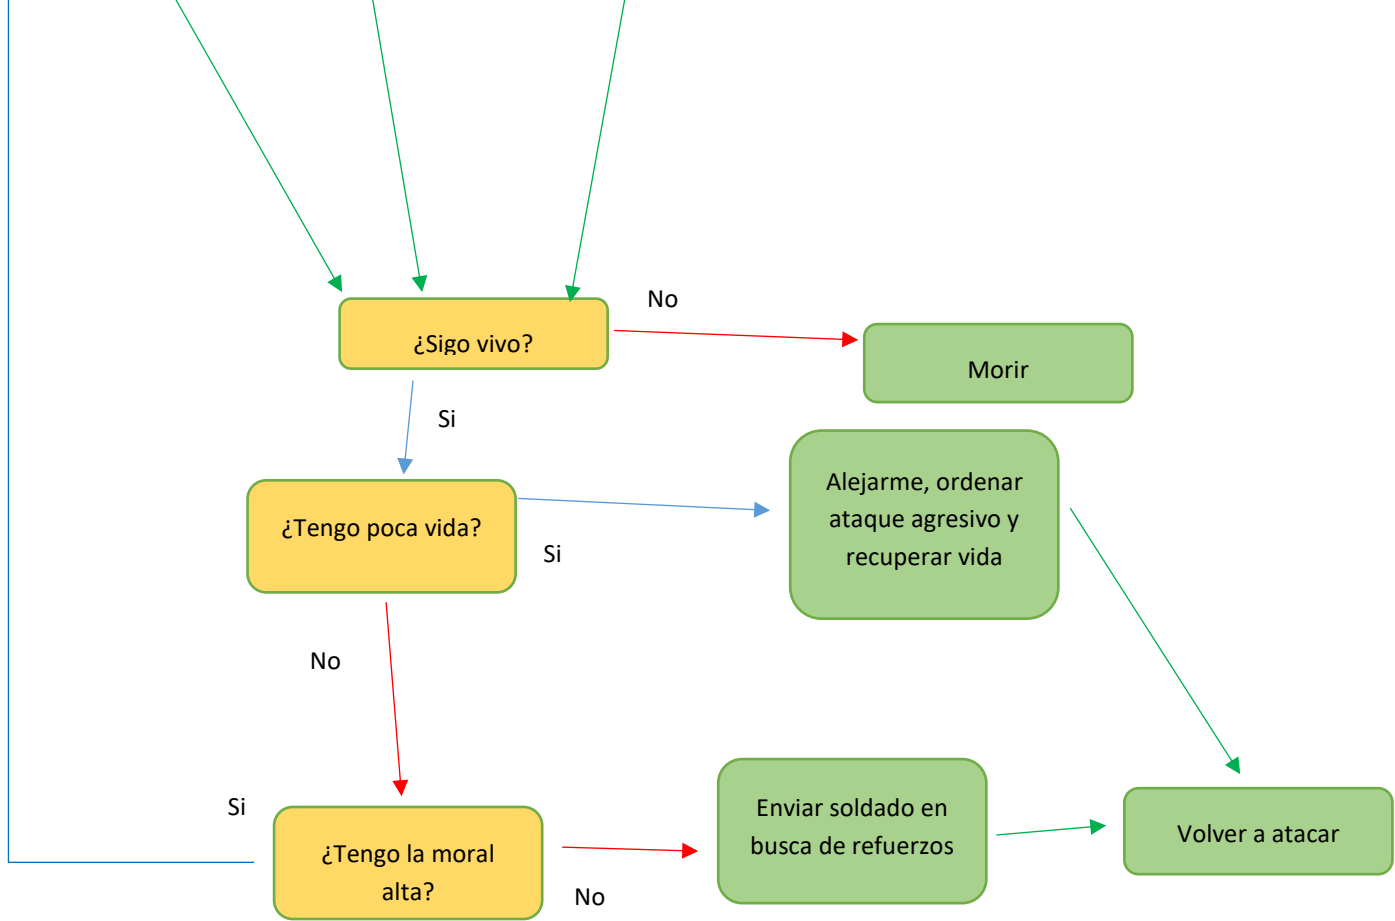 No
¿Sigo vivo?
Morir
Si
Alejarme, ordenar
ataque agresivo y
recuperar vida
¿Tengo poca vida?
Si
No
Si
Enviar soldado en
busca de refuerzos
Volver a atacar
¿Tengo la moral
alta?
No